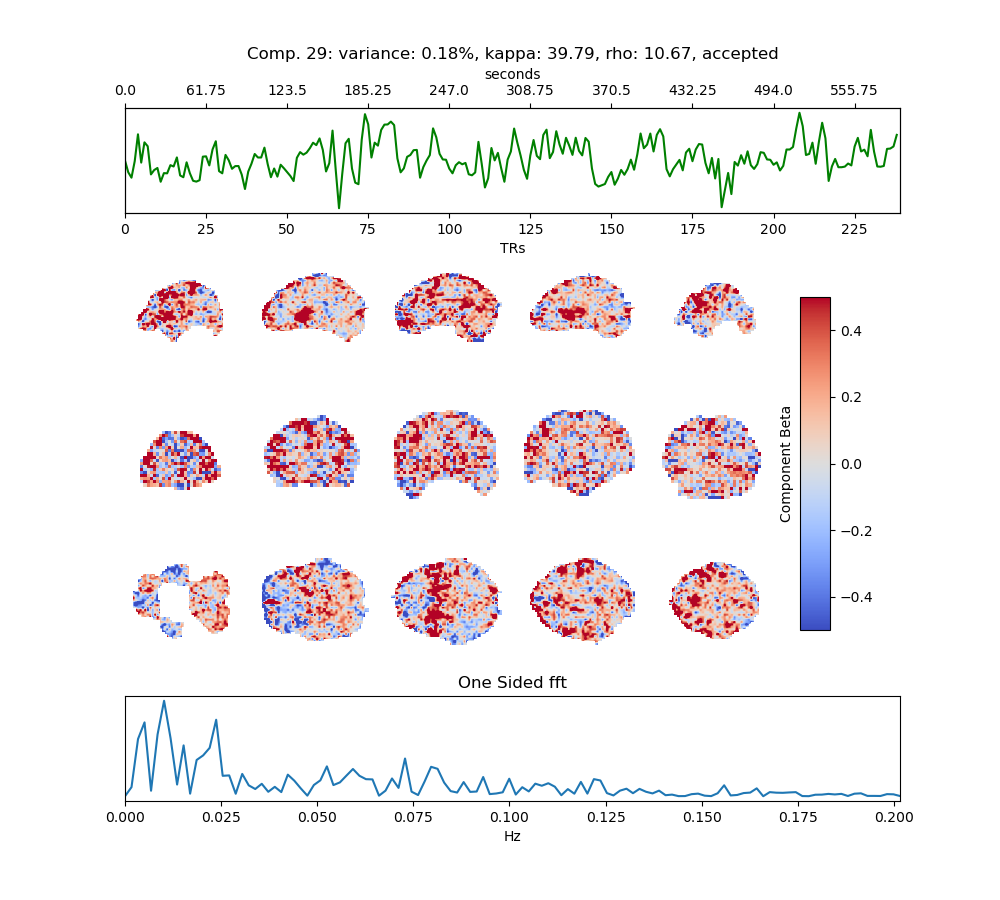 Comp. 29: variance: 0.18%, kappa: 39.79, rho: 10.67, accepted
seconds
0.0 61.75 123.5 185.25 247.0 308.75 370.5 432.25 494.0 555.75
0 25 50 75 100 125 150 175 200 225
TRs
0.4
0.2
0.0
−0.2
−0.4
Component Beta
One Sided fft
0.000 0.025 0.050 0.075 0.100 0.125 0.150 0.175 0.200
Hz